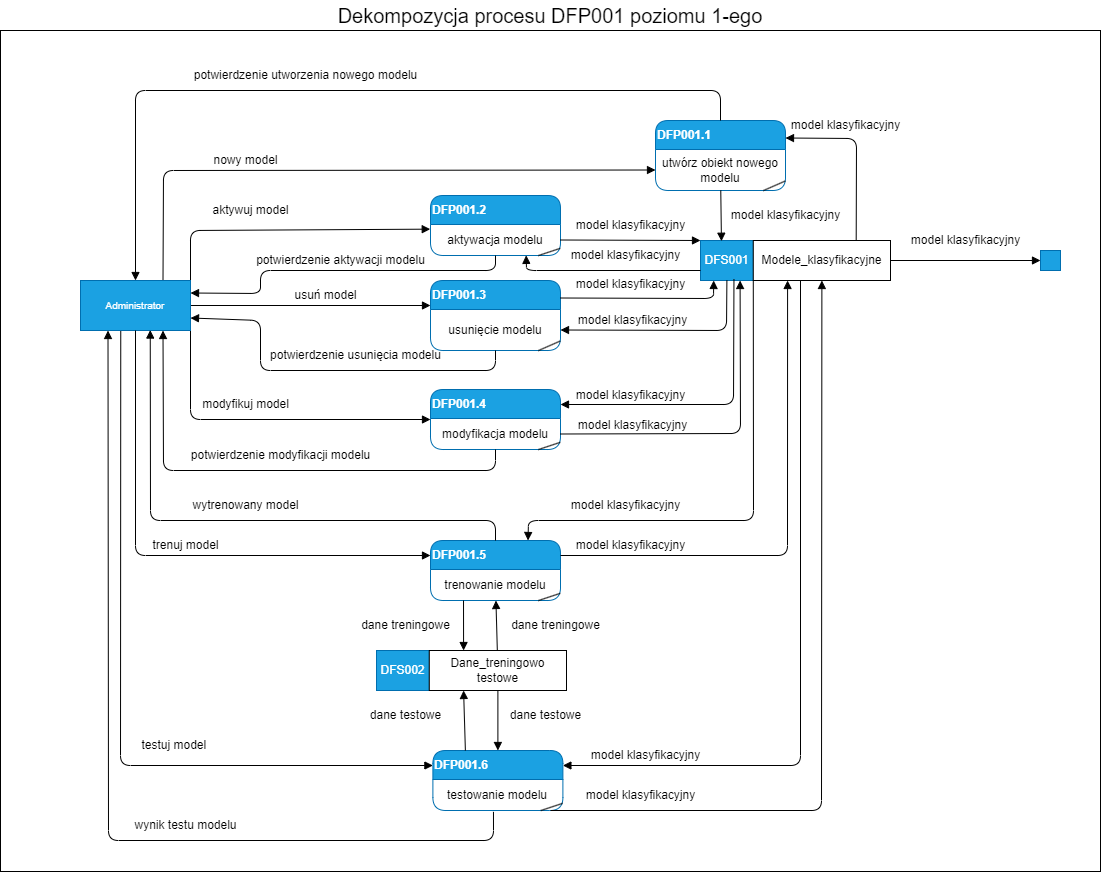 Dekompozycja procesu DFP001 poziomu 1-ego
potwierdzenie utworzenia nowego modelu
DFP001.1
model klasyfikacyjny
utwórz obiekt nowego
modelu
nowy model
aktywuj model
DFP001.2
aktywacja modelu
model klasyfikacyjny
model klasyfikacyjny
model klasyfikacyjny
potwierdzenie aktywacji modelu
model klasyfikacyjny
DFS001
Modele_klasyfikacyjne
Administrator
usuń model
DFP001.3
usunięcie modelu
model klasyfikacyjny
model klasyfikacyjny
potwierdzenie usunięcia modelu
modyfikuj model
DFP001.4
modyfikacja modelu
model klasyfikacyjny
model klasyfikacyjny
potwierdzenie modyfikacji modelu
wytrenowany model
model klasyfikacyjny
trenuj model
DFP001.5
trenowanie modelu
model klasyfikacyjny
dane treningowe
dane treningowe
DFS002
Dane_treningowo
testowe
dane testowe
dane testowe
testuj model
DFP001.6
testowanie modelu
model klasyfikacyjny
model klasyfikacyjny
wynik testu modelu